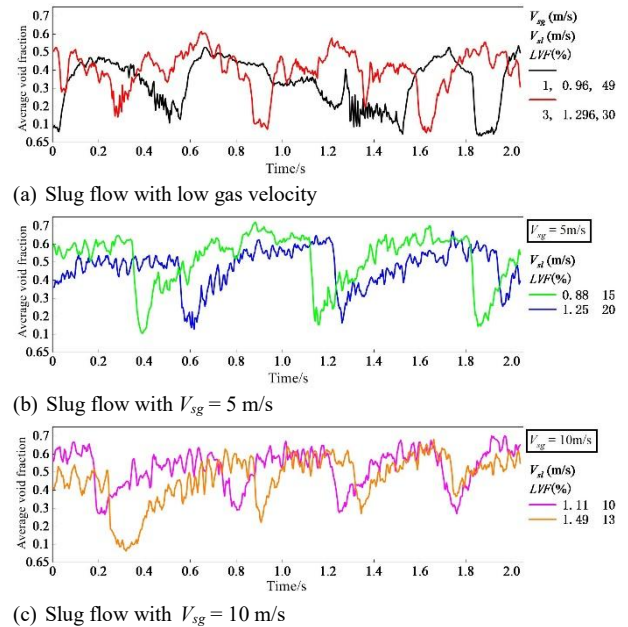 (a)
0.7
0.6
0.5
0.4
0.3
0.2
0.1
0.65
Average void fraction
0 0.2 0.4 0.6 0.8 1.0 1.2 1.4 1.6 1.8 2.0
Time/s
Vsg (m/s)
Vsl (m/s)
LVF(%)
1, 0.96, 49
3, 1.296, 30
(a) Slug flow with low gas velocity
0.7
0.6
0.5
0.4
0.3
0.2
0.1
0.65
Average void fraction
0 0.2 0.4 0.6 0.8 1.0 1.2 1.4 1.6 1.8 2.0
Time/s
Vsg = 5m/s
Vsl (m/s)
LVF(%)
0.88 15
1.25 20
(b) Slug flow with Vsg = 5 m/s
0.7
0.6
0.5
0.4
0.3
0.2
0.1
0.65
Average void fraction
0 0.2 0.4 0.6 0.8 1.0 1.2 1.4 1.6 1.8 2.0
Time/s
Vsg = 10m/s
Vsl (m/s)
LVF(%)
1.11 10
1.49 13
(c) Slug flow with Vsg = 10 m/s